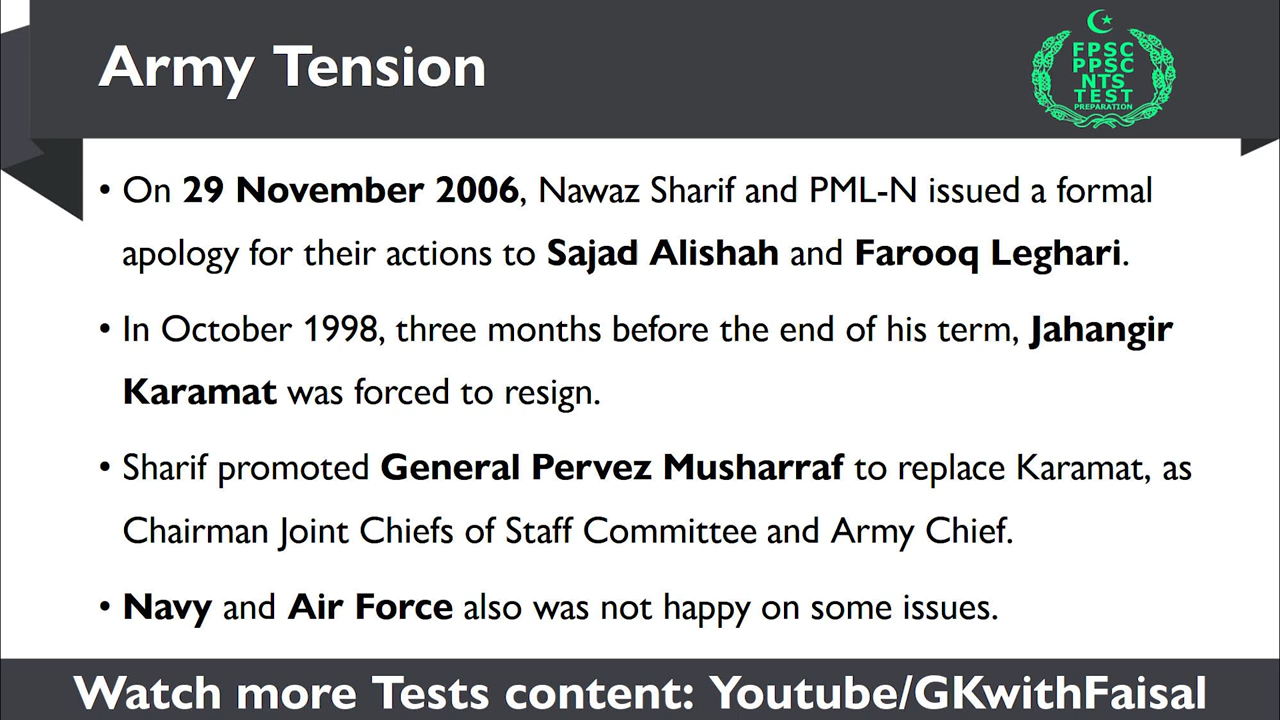 Army Tension
FPSC
PPSC
NTS
TEST
PREPARATION
• On 29 November 2006, Nawaz Sharif and PML-N issued a formal
apology for their actions to Sajad Alishah and Farooq Leghari.
• In October 1998, three months before the end of his term, Jahangir
Karamat was forced to resign.
• Sharif promoted General Pervez Musharraf to replace Karamat, as
Chairman Joint Chiefs of Staff Committee and Army Chief.
• Navy and Air Force also was not happy on some issues.
Watch more Tests content: Youtube/GKwithFaisal